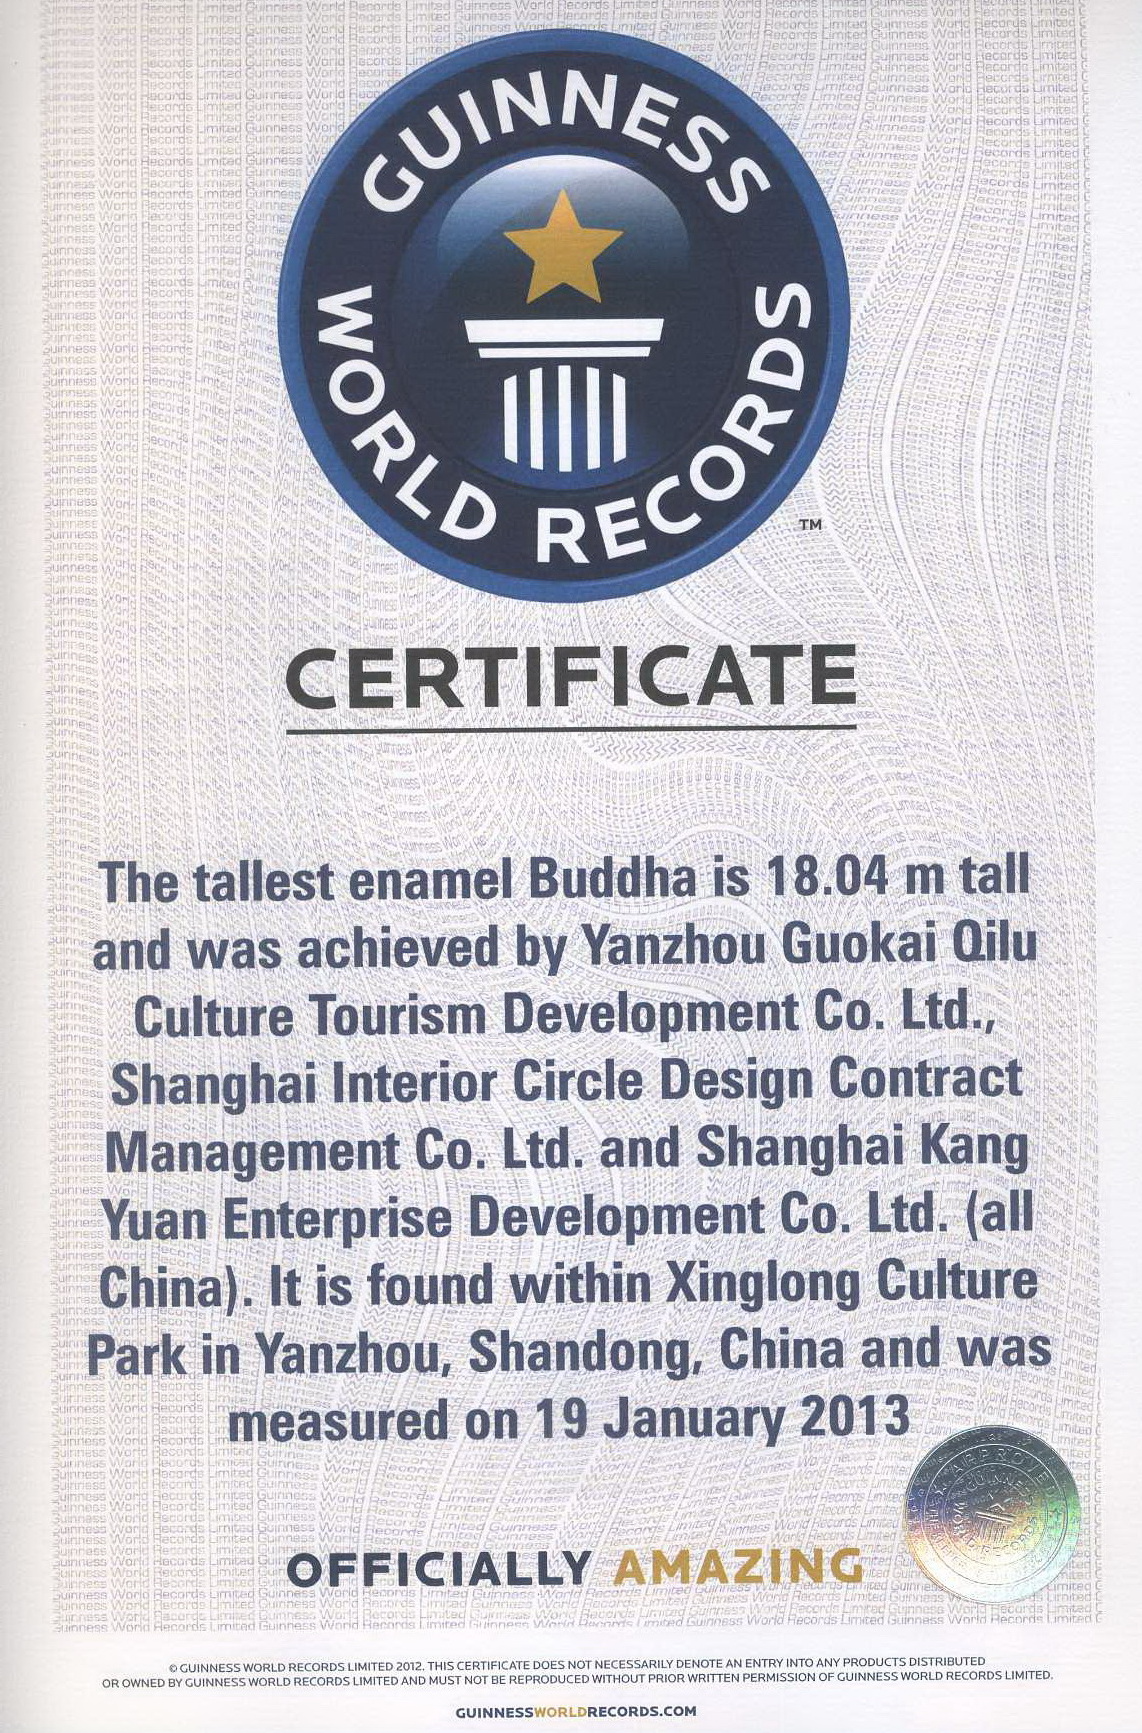 GUINNESS
WORLD RECORDS
TM
CERTIFICATE
The tallest enamel Buddha is 18.04 m tall
and was achieved by Yanzhou Guokai Qilu
Culture Tourism Development Co. Ltd.,
Shanghai Interior Circle Design Contract
Management Co. Ltd. and Shanghai Kang
Yuan Enterprise Development Co. Ltd. (all
China). It is found within Xinglong Culture
Park in Yanzhou, Shandong, China and was
measured on 19 January 2013
OFFICIALLY AMAZING
© GUINNESS WORLD RECORDS LIMITED 2012. THIS CERTIFICATE DOES NOT NECESSARILY DENOTE AN ENTRY INTO ANY PRODUCTS DISTRIBUTED
OR OWNED BY GUINNESS WORLD RECORDS LIMITED AND MUST NOT BE REPRODUCED WITHOUT PRIOR WRITTEN PERMISSION OF GUINNESS WORLD RECORDS LIMITED.
GUINNESSWORLDRECORDS.COM